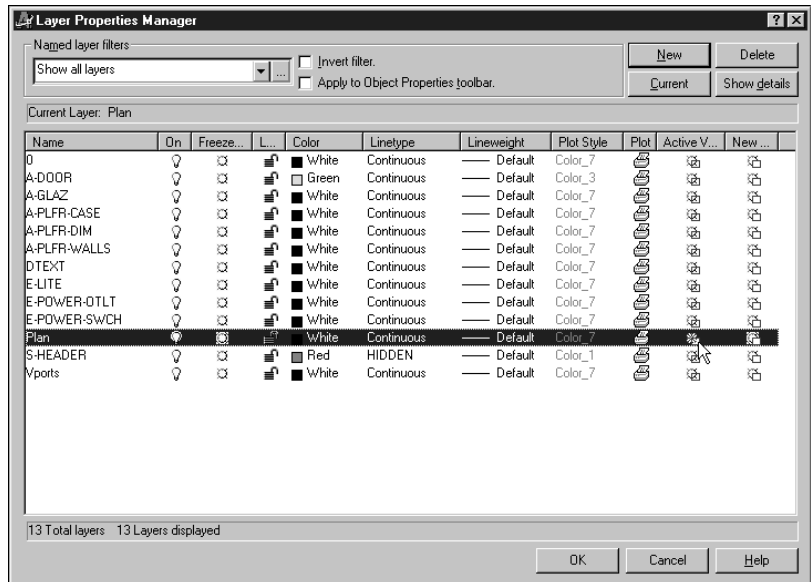 Layer Properties Manager
Named layer filters
Show all layers
...
Invert filter.
Apply to Object Properties toolbar.
New
Delete
Current
Show details
Current Layer: Plan
Name On Freeze... L... Color Linetype Lineweight Plot Style Plot Active V... New ...
0 White Continuous Default Color_7
A-DOOR Green Continuous Default Color_3
A-GLAZ White Continuous Default Color_7
A-PLFR-CASE White Continuous Default Color_7
A-PLFR-DIM White Continuous Default Color_7
A-PLFR-WALLS White Continuous Default Color_7
DTEXT White Continuous Default Color_7
E-LITE White Continuous Default Color_7
E-POWER-OTLT White Continuous Default Color_7
E-POWER-SWCH White Continuous Default Color_7
Plan White Continuous Default Color_7
S-HEADER Red HIDDEN Default Color_1
Vports White Continuous Default Color_7
13 Total layers 13 Layers displayed
OK
Cancel
Help